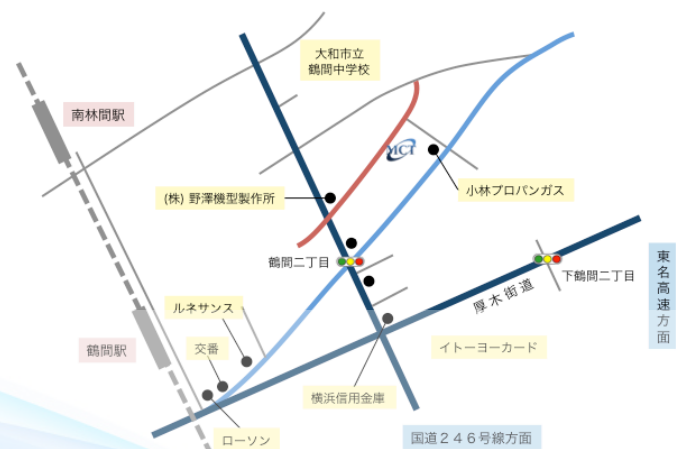 大和市立
鶴間中学校
南林間駅
MCT
(株) 野澤機型製作所
小林プロパンガス
鶴間二丁目
下鶴間二丁目
東名高速方面
厚木街道
ルネサンス
鶴間駅
交番
イトーヨーカード
横浜信用金庫
ローソン
国道246号線方面